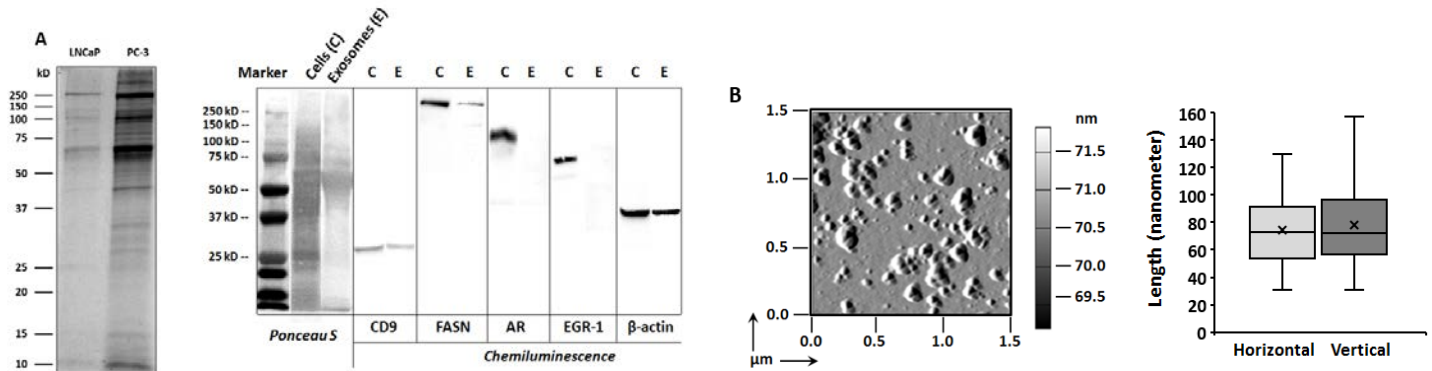 A
LNCaP PC-3
kD
250
150
100
75
50
37
25
20
15
10
Marker Cells (C) Exosomes (E) C E C E C E C E C E
250 kD --
150 kD --
100 kD --
75 kD --
50 kD --
37 kD --
25 kD --
Ponceau S CD9 FASN AR EGR-1 β-actin
Chemiluminescence
B
1.5
1.0
0.5
0.0
0.0 0.5 1.0 1.5
μm
nm
71.5
71.0
70.5
70.0
69.5
Length (nanometer)
160
140
120
100
80
60
40
20
0
Horizontal Vertical